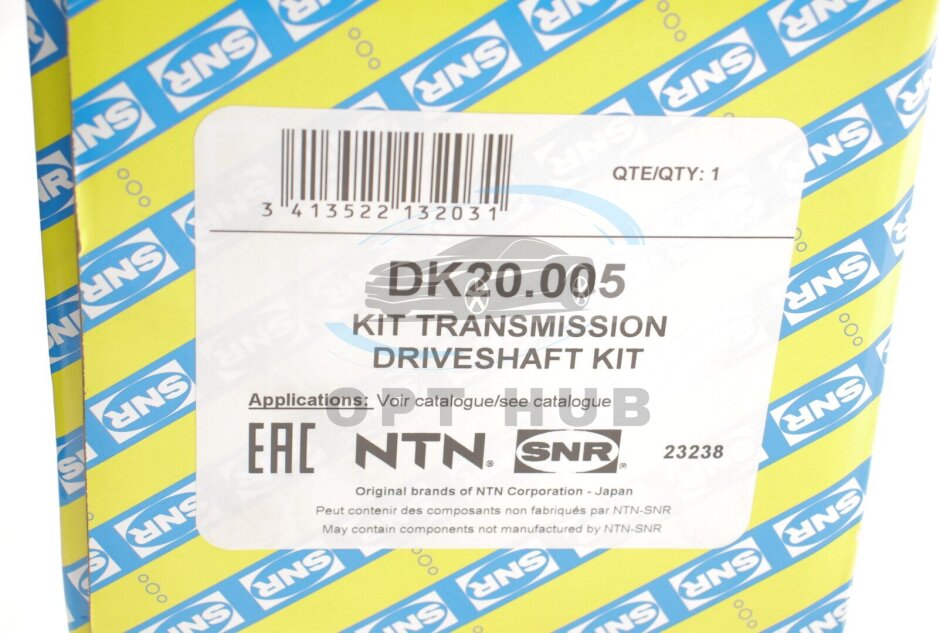 SNR
QTE/QTY: 1
3 413522 132031
DK20.005
KIT TRANSMISSION
DRIVESHAFT KIT
Applications: Voir catalogue/see catalogue
OPT HUB
EAC NTN® SNR® 23238
Original brands of NTN Corporation - Japan
Peut contenir des composants non fabriqués par NTN-SNR
May contain components not manufactured by NTN-SNR